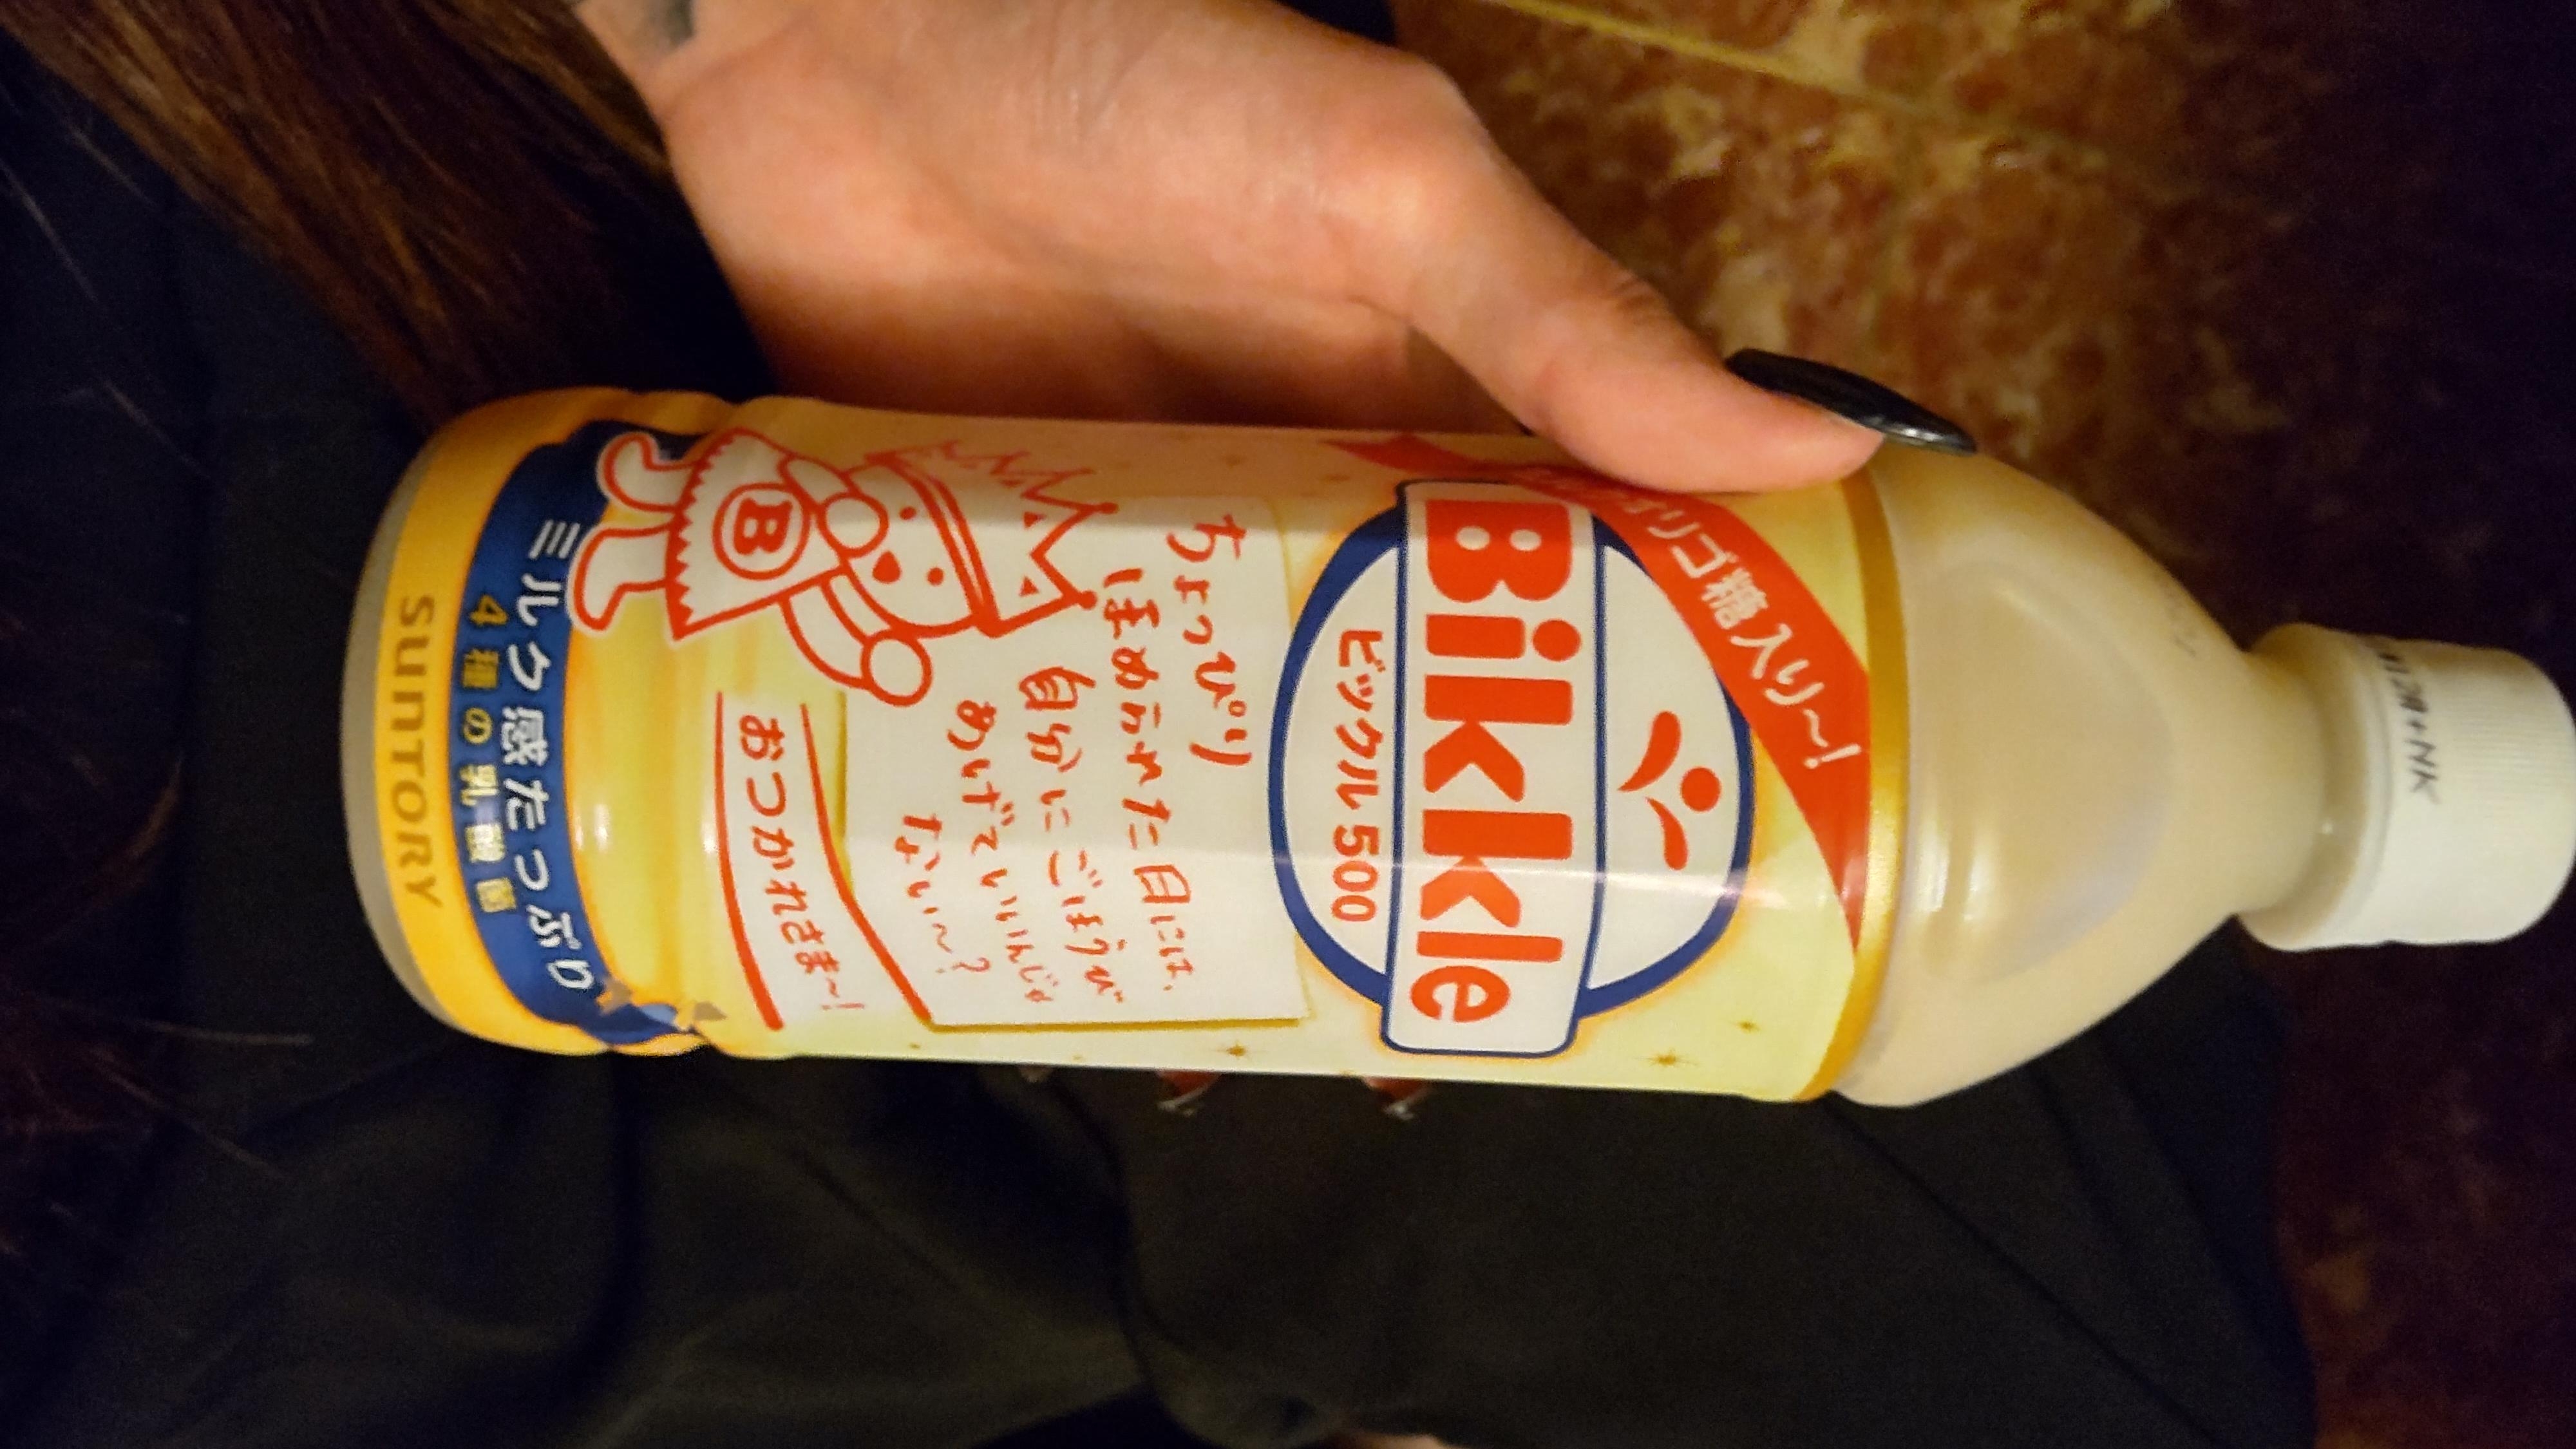 オリゴ糖入り〜!
Bikkle
ビックル500
ちょっぴり
ほめられた日には、
自分にごほうび
あげていいんじゃ
ない〜?
おつかれさま〜!
B
ミルク感たっぷり
4種の乳酸菌
SUNTORY